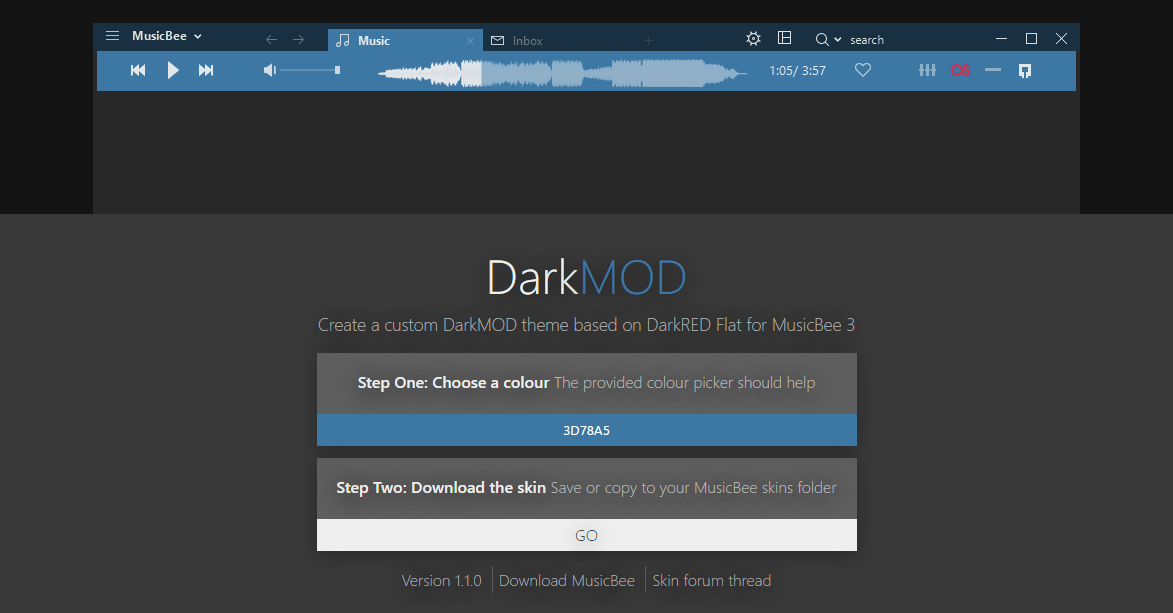 MusicBee
Music
Inbox
search
1:05/ 3:57
DarkMOD
Create a custom DarkMOD theme based on DarkRED Flat for MusicBee 3
Step One: Choose a colour The provided colour picker should help
3D78A5
Step Two: Download the skin Save or copy to your MusicBee skins folder
GO
Version 1.1.0 Download MusicBee Skin forum thread